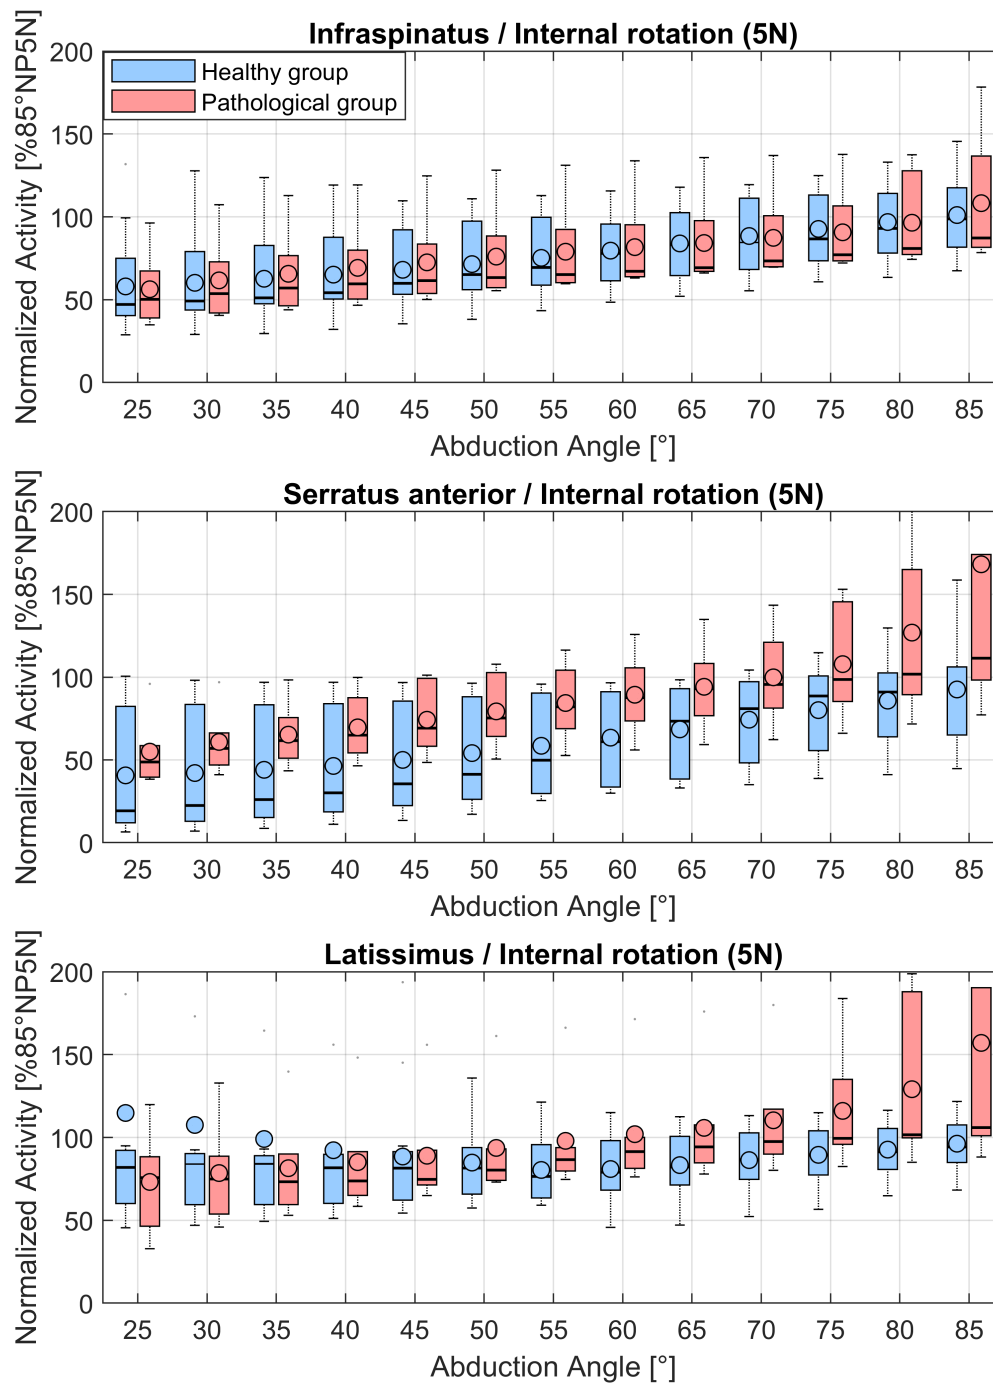 Infraspinatus / Internal rotation (5N)
Healthy group
Pathological group
Normalized Activity [%85°NP5N]
200
150
100
50
0
25 30 35 40 45 50 55 60 65 70 75 80 85
Abduction Angle [°]
Serratus anterior / Internal rotation (5N)
Normalized Activity [%85°NP5N]
200
150
100
50
0
25 30 35 40 45 50 55 60 65 70 75 80 85
Abduction Angle [°]
Latissimus / Internal rotation (5N)
Normalized Activity [%85°NP5N]
200
150
100
50
0
25 30 35 40 45 50 55 60 65 70 75 80 85
Abduction Angle [°]